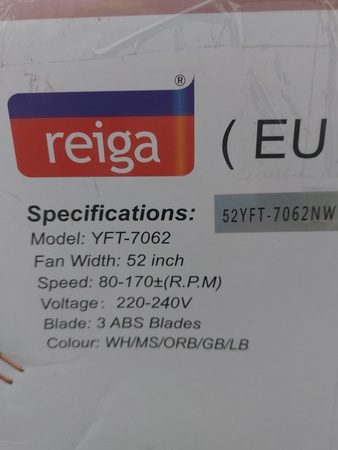 ®
reiga
( EU
Specifications:
52YFT-7062NW
Model: YFT-7062
Fan Width: 52 inch
Speed: 80-170±(R.P.M)
Voltage: 220-240V
Blade: 3 ABS Blades
Colour: WH/MS/ORB/GB/LB